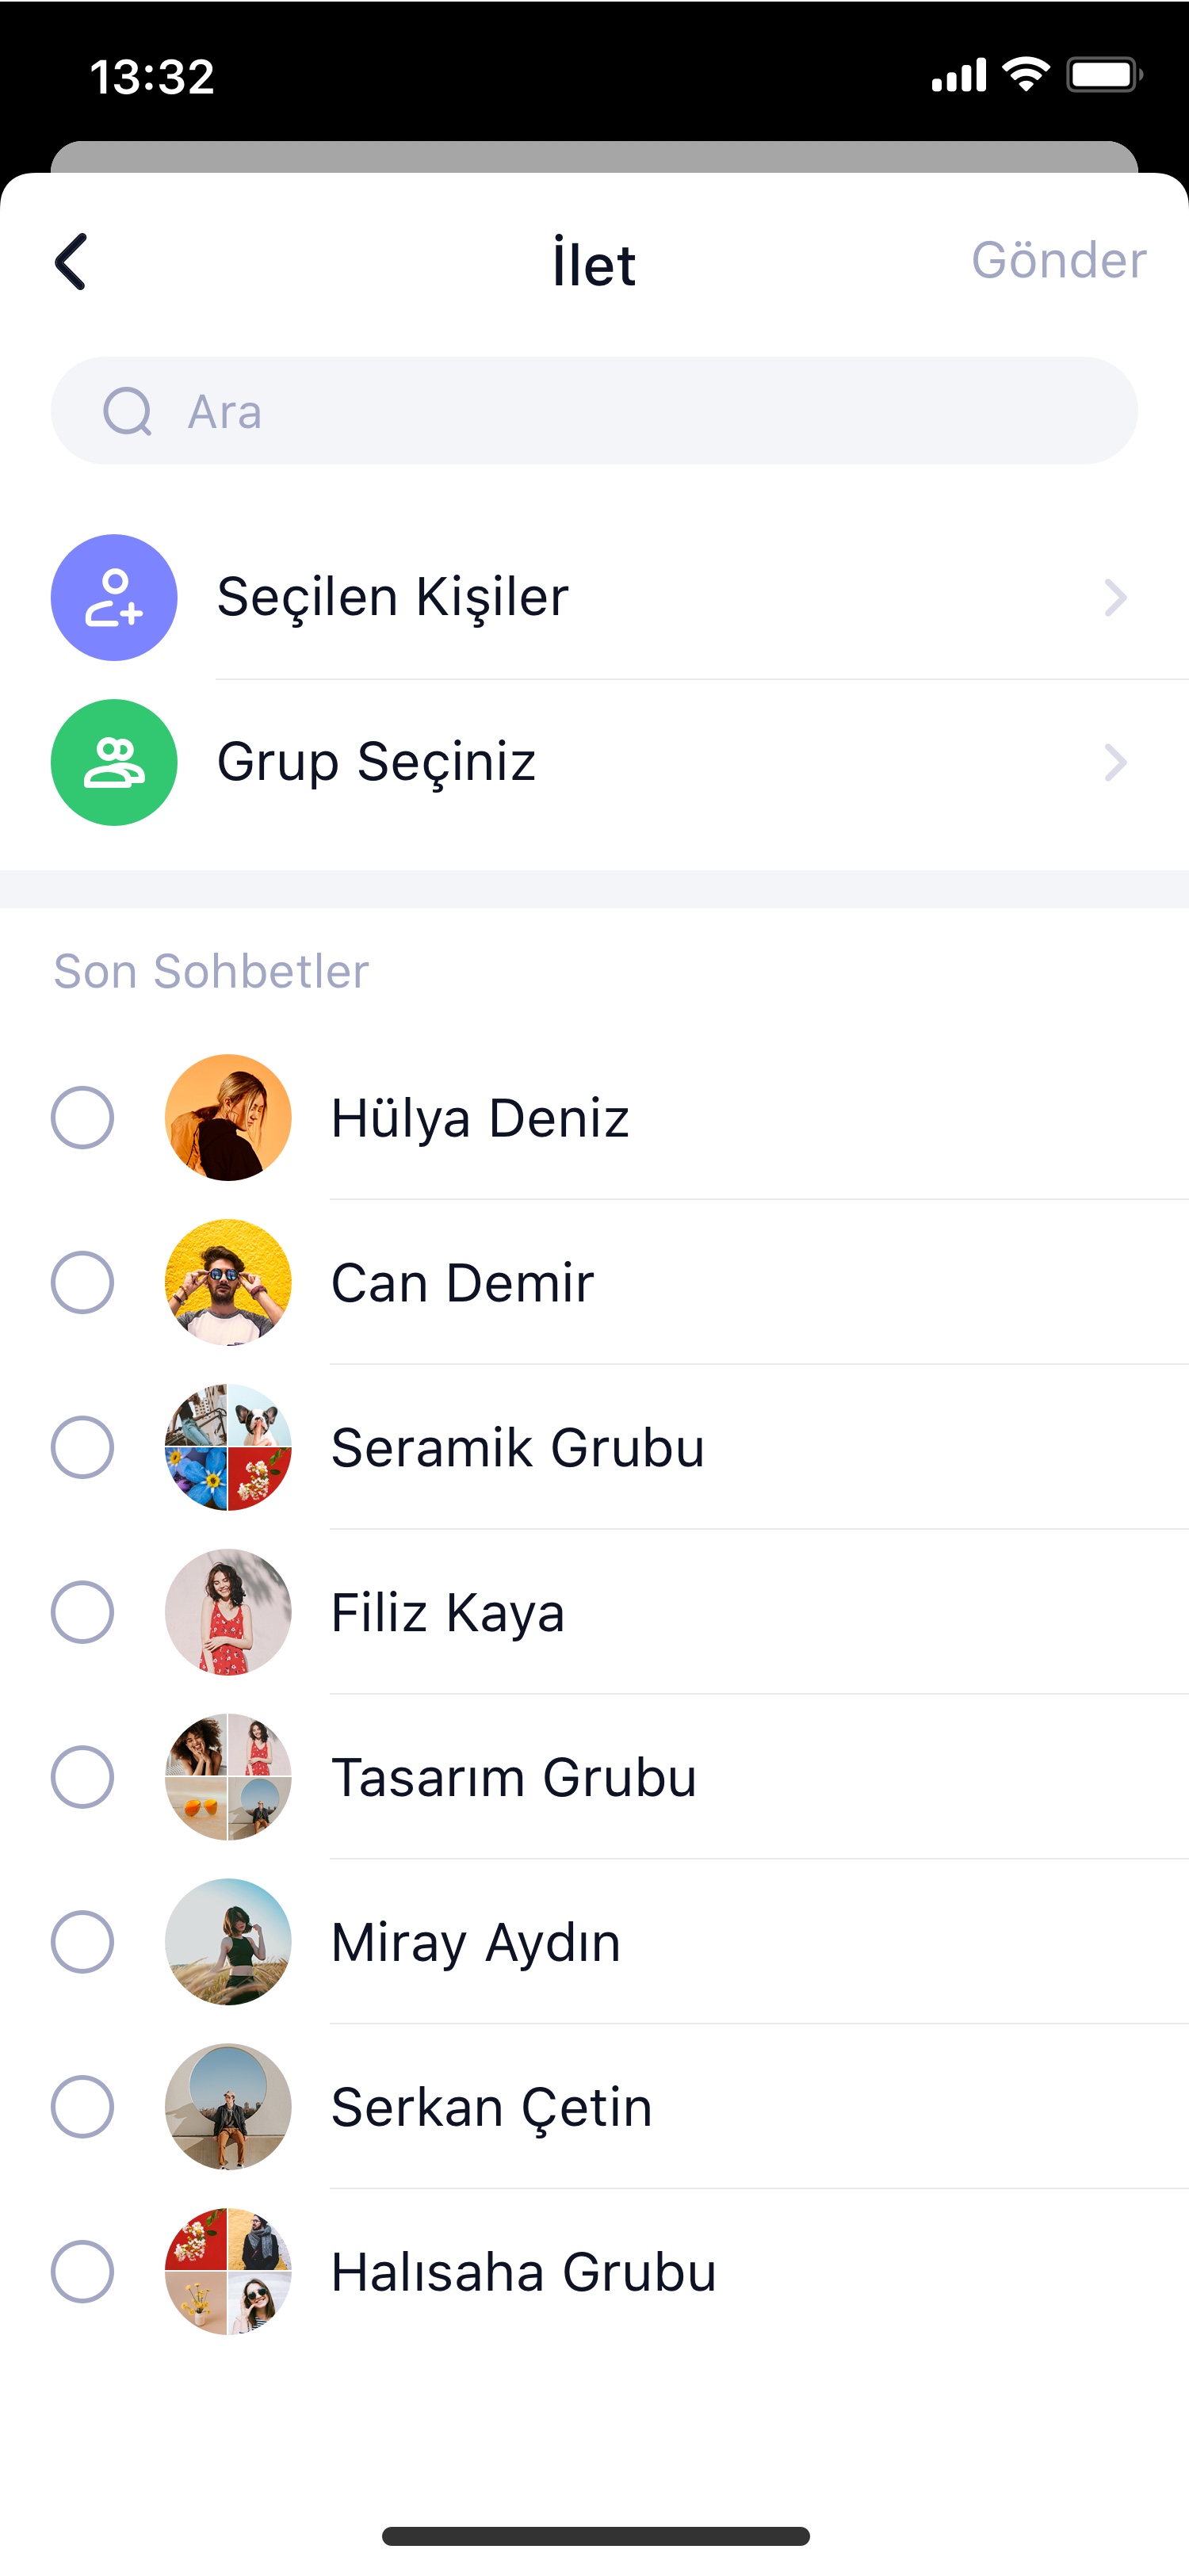 13:32
İlet
Gönder
Ara
Seçilen Kişiler
Grup Seçiniz
Son Sohbetler
Hülya Deniz
Can Demir
Seramik Grubu
Filiz Kaya
Tasarım Grubu
Miray Aydın
Serkan Çetin
Halısaha Grubu